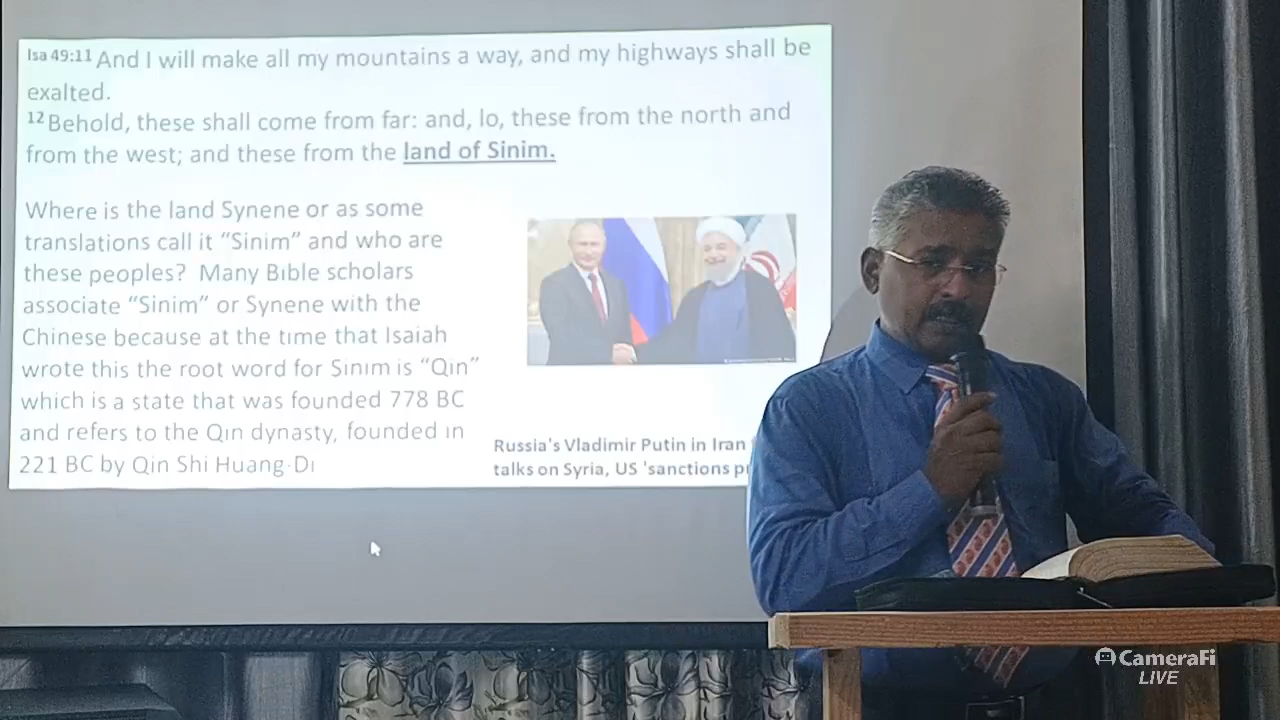 Isa 49:11 And I will make all my mountains a way, and my highways shall be
exalted.
12 Behold, these shall come from far: and, lo, these from the north and
from the west; and these from the land of Sinim.
Where is the land Synene or as some
translations call it “Sinim” and who are
these peoples? Many Bible scholars
associate “Sinim” or Synene with the
Chinese because at the time that Isaiah
wrote this the root word for Sinim is “Qin”
which is a state that was founded 778 BC
and refers to the Qin dynasty, founded in
221 BC by Qin Shi Huang-Di
Russia's Vladimir Putin in Iran
talks on Syria, US 'sanctions
CameraFi
LIVE